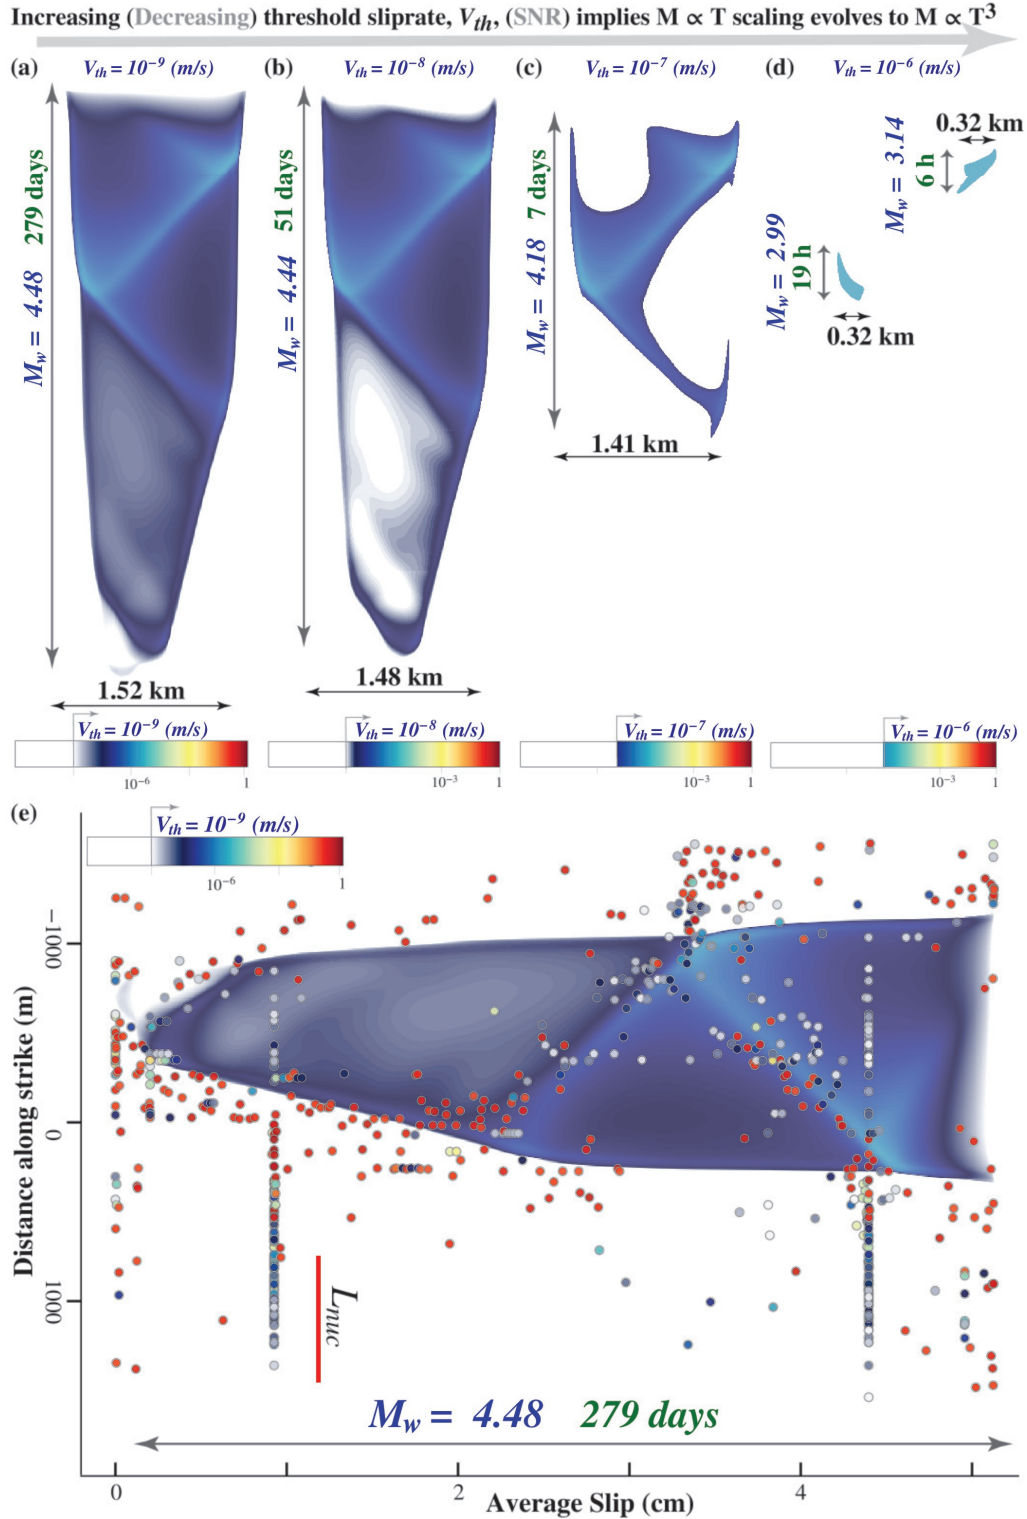 Increasing (Decreasing) threshold sliprate, V_th, (SNR) implies M ∝ T scaling evolves to M ∝ T³
(a) V_th = 10⁻⁹ (m/s)
(b) V_th = 10⁻⁸ (m/s)
(c) V_th = 10⁻⁷ (m/s)
(d) V_th = 10⁻⁶ (m/s)
M_w = 4.48 279 days
1.52 km
M_w = 4.44 51 days
1.48 km
M_w = 4.18 7 days
1.41 km
M_w = 2.99
19 h
0.32 km
M_w = 3.14
6 h
0.32 km
V_th = 10⁻⁹ (m/s)
10⁻⁶ 1
V_th = 10⁻⁸ (m/s)
10⁻³ 1
V_th = 10⁻⁷ (m/s)
10⁻³ 1
V_th = 10⁻⁶ (m/s)
10⁻³ 1
(e)
V_th = 10⁻⁹ (m/s)
10⁻⁶ 1
Distance along strike (m)
−1000
0
1000
L_nuc
M_w = 4.48 279 days
0 2 4
Average Slip (cm)